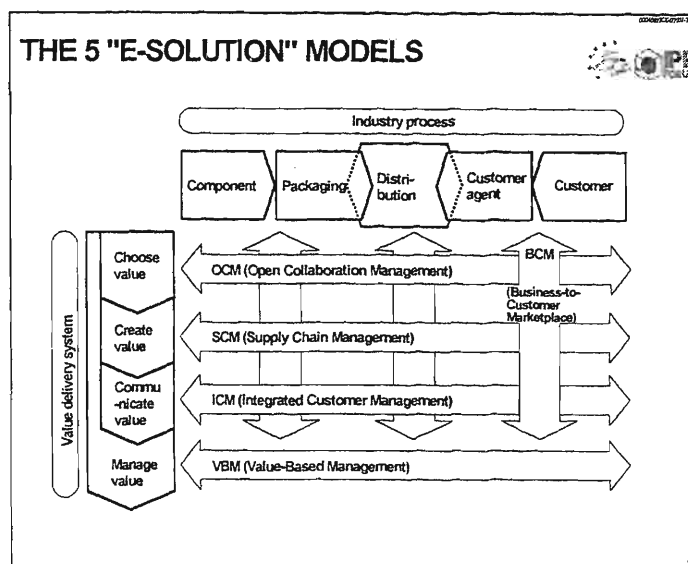 THE 5 "E-SOLUTION" MODELS
Industry process
Component
Packaging
Distri-
bution
Customer
agent
Customer
Value delivery system
Choose
value
OCM (Open Collaboration Management)
BCM
(Business-to-
Customer
Marketplace)
Create
value
SCM (Supply Chain Management)
Commu
-nicate
value
ICM (Integrated Customer Management)
Manage
value
VBM (Value-Based Management)